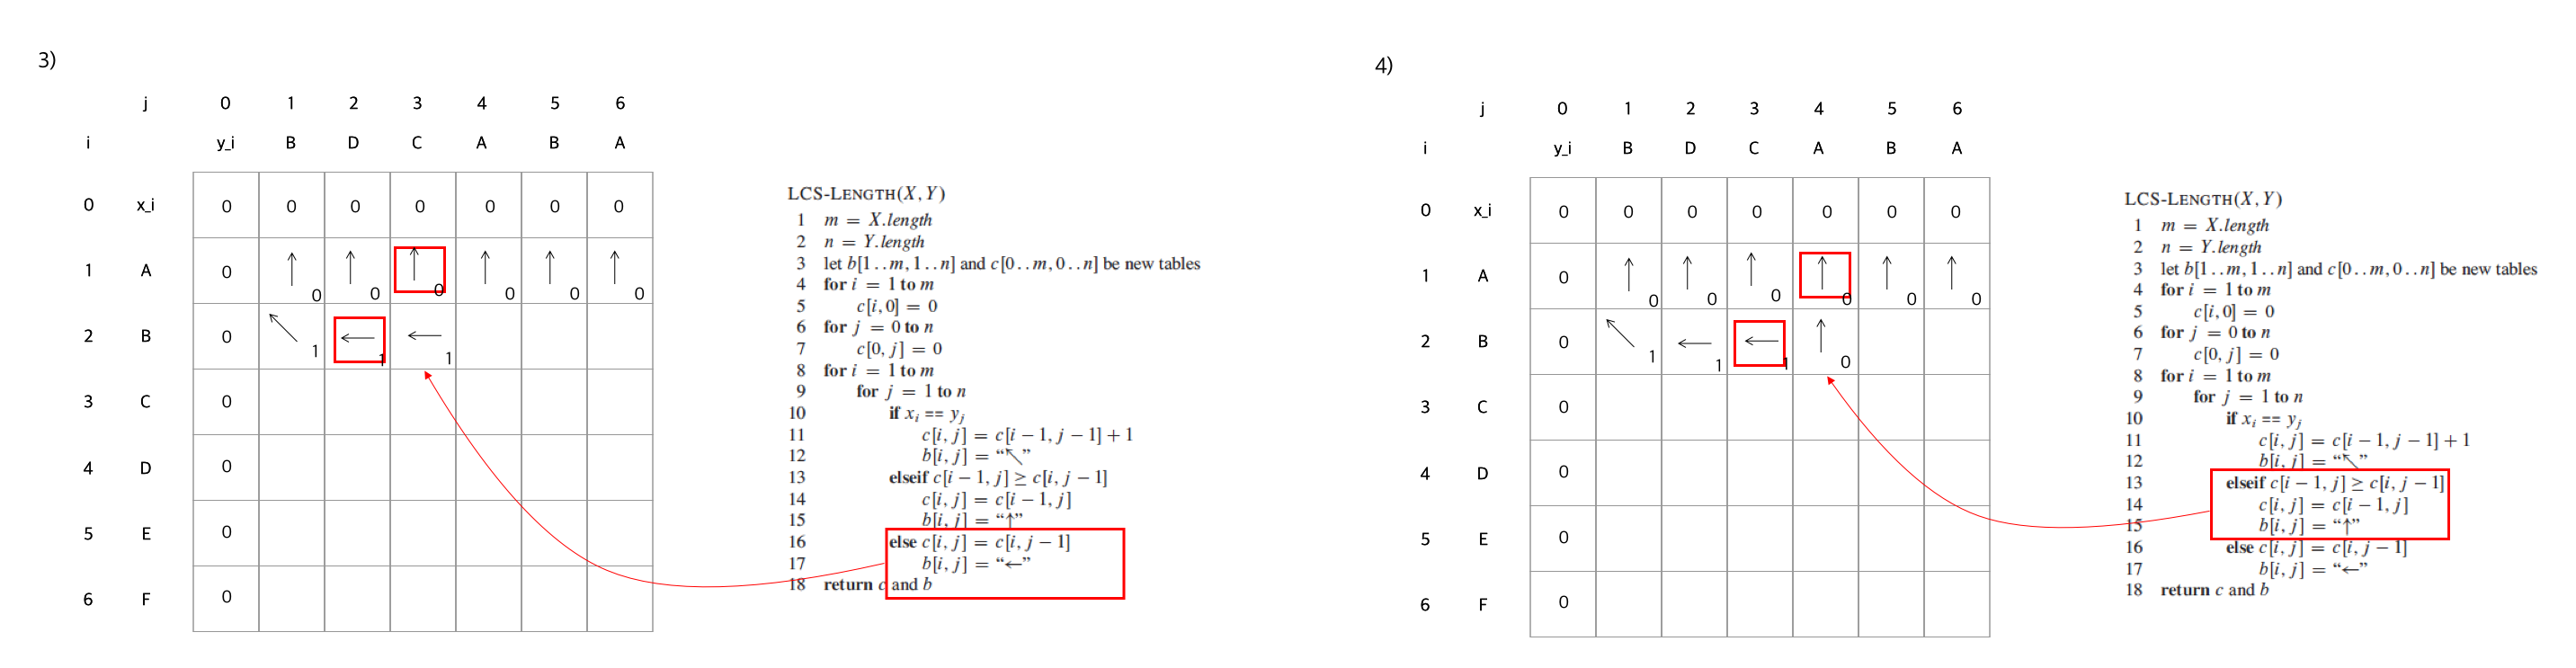 3)
j 0 1 2 3 4 5 6
i y_i B D C A B A
0 x_i 0 0 0 0 0 0 0
1 A 0 ↑ 0 ↑ 0 ↑ 0 ↑ 0 ↑ 0 ↑ 0
2 B 0 ↖ 1 ← 1 ← 1
3 C 0
4 D 0
5 E 0
6 F 0
LCS-LENGTH(X, Y)
1 m = X.length
2 n = Y.length
3 let b[1..m, 1..n] and c[0..m, 0..n] be new tables
4 for i = 1 to m
5 c[i, 0] = 0
6 for j = 0 to n
7 c[0, j] = 0
8 for i = 1 to m
9 for j = 1 to n
10 if xᵢ == yⱼ
11 c[i, j] = c[i − 1, j − 1] + 1
12 b[i, j] = “↖”
13 elseif c[i − 1, j] ≥ c[i, j − 1]
14 c[i, j] = c[i − 1, j]
15 b[i, j] = “↑”
16 else c[i, j] = c[i, j − 1]
17 b[i, j] = “←”
18 return c and b
4)
j 0 1 2 3 4 5 6
i y_i B D C A B A
0 x_i 0 0 0 0 0 0 0
1 A 0 ↑ 0 ↑ 0 ↑ 0 ↑ 0 ↑ 0 ↑ 0
2 B 0 ↖ 1 ← 1 ← 1 ↑ 0
3 C 0
4 D 0
5 E 0
6 F 0
LCS-LENGTH(X, Y)
1 m = X.length
2 n = Y.length
3 let b[1..m, 1..n] and c[0..m, 0..n] be new tables
4 for i = 1 to m
5 c[i, 0] = 0
6 for j = 0 to n
7 c[0, j] = 0
8 for i = 1 to m
9 for j = 1 to n
10 if xᵢ == yⱼ
11 c[i, j] = c[i − 1, j − 1] + 1
12 b[i, j] = “↖”
13 elseif c[i − 1, j] ≥ c[i, j − 1]
14 c[i, j] = c[i − 1, j]
15 b[i, j] = “↑”
16 else c[i, j] = c[i, j − 1]
17 b[i, j] = “←”
18 return c and b